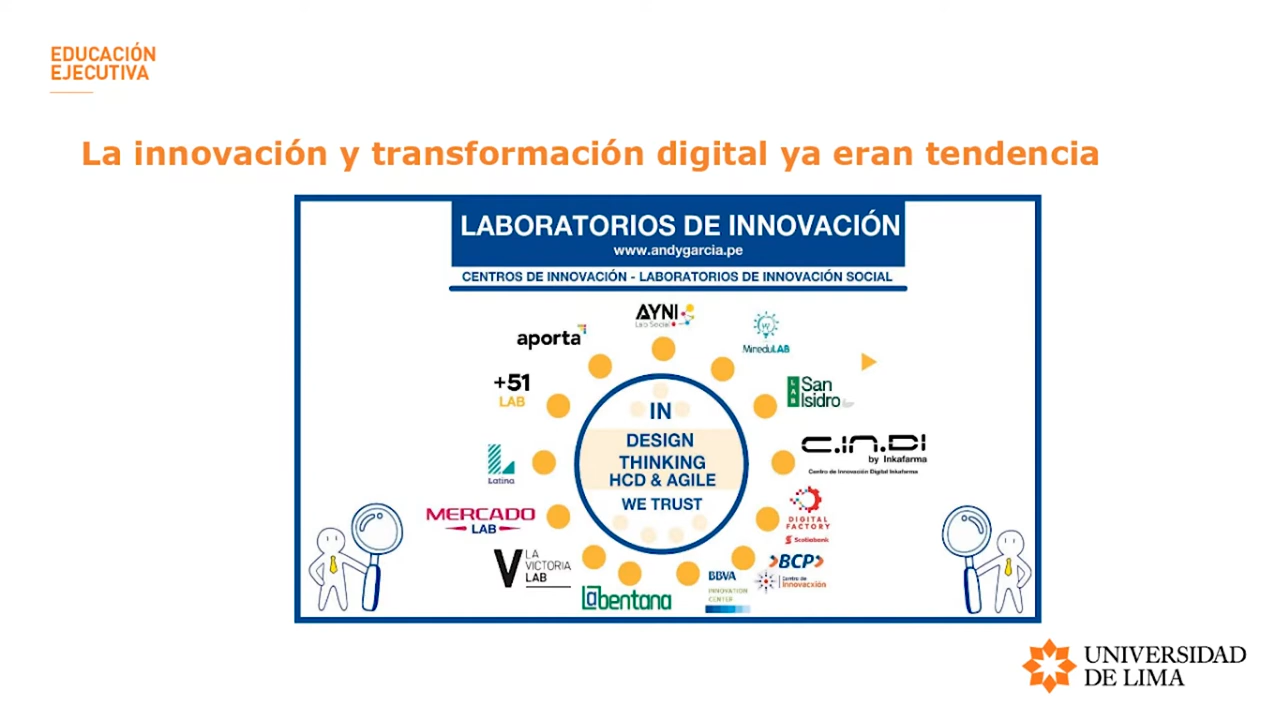 EDUCACIÓN
EJECUTIVA
La innovación y transformación digital ya eran tendencia
LABORATORIOS DE INNOVACIÓN
www.andygarcia.pe
CENTROS DE INNOVACIÓN - LABORATORIOS DE INNOVACIÓN SOCIAL
AYNI
Lab Social
aporta
MineduLAB
+51
LAB
LAB
San
Isidro
IN
DESIGN
THINKING
HCD & AGILE
WE TRUST
C.IN.DI
by Inkafarma
Centro de Innovación Digital Inkafarma
Latina
MERCADO
LAB
DIGITAL
FACTORY
Scotiabank
V LA
VICTORIA
LAB
BCP
Centro de
Innovacxión
BBVA
INNOVATION
CENTER
Labentana
UNIVERSIDAD
DE LIMA